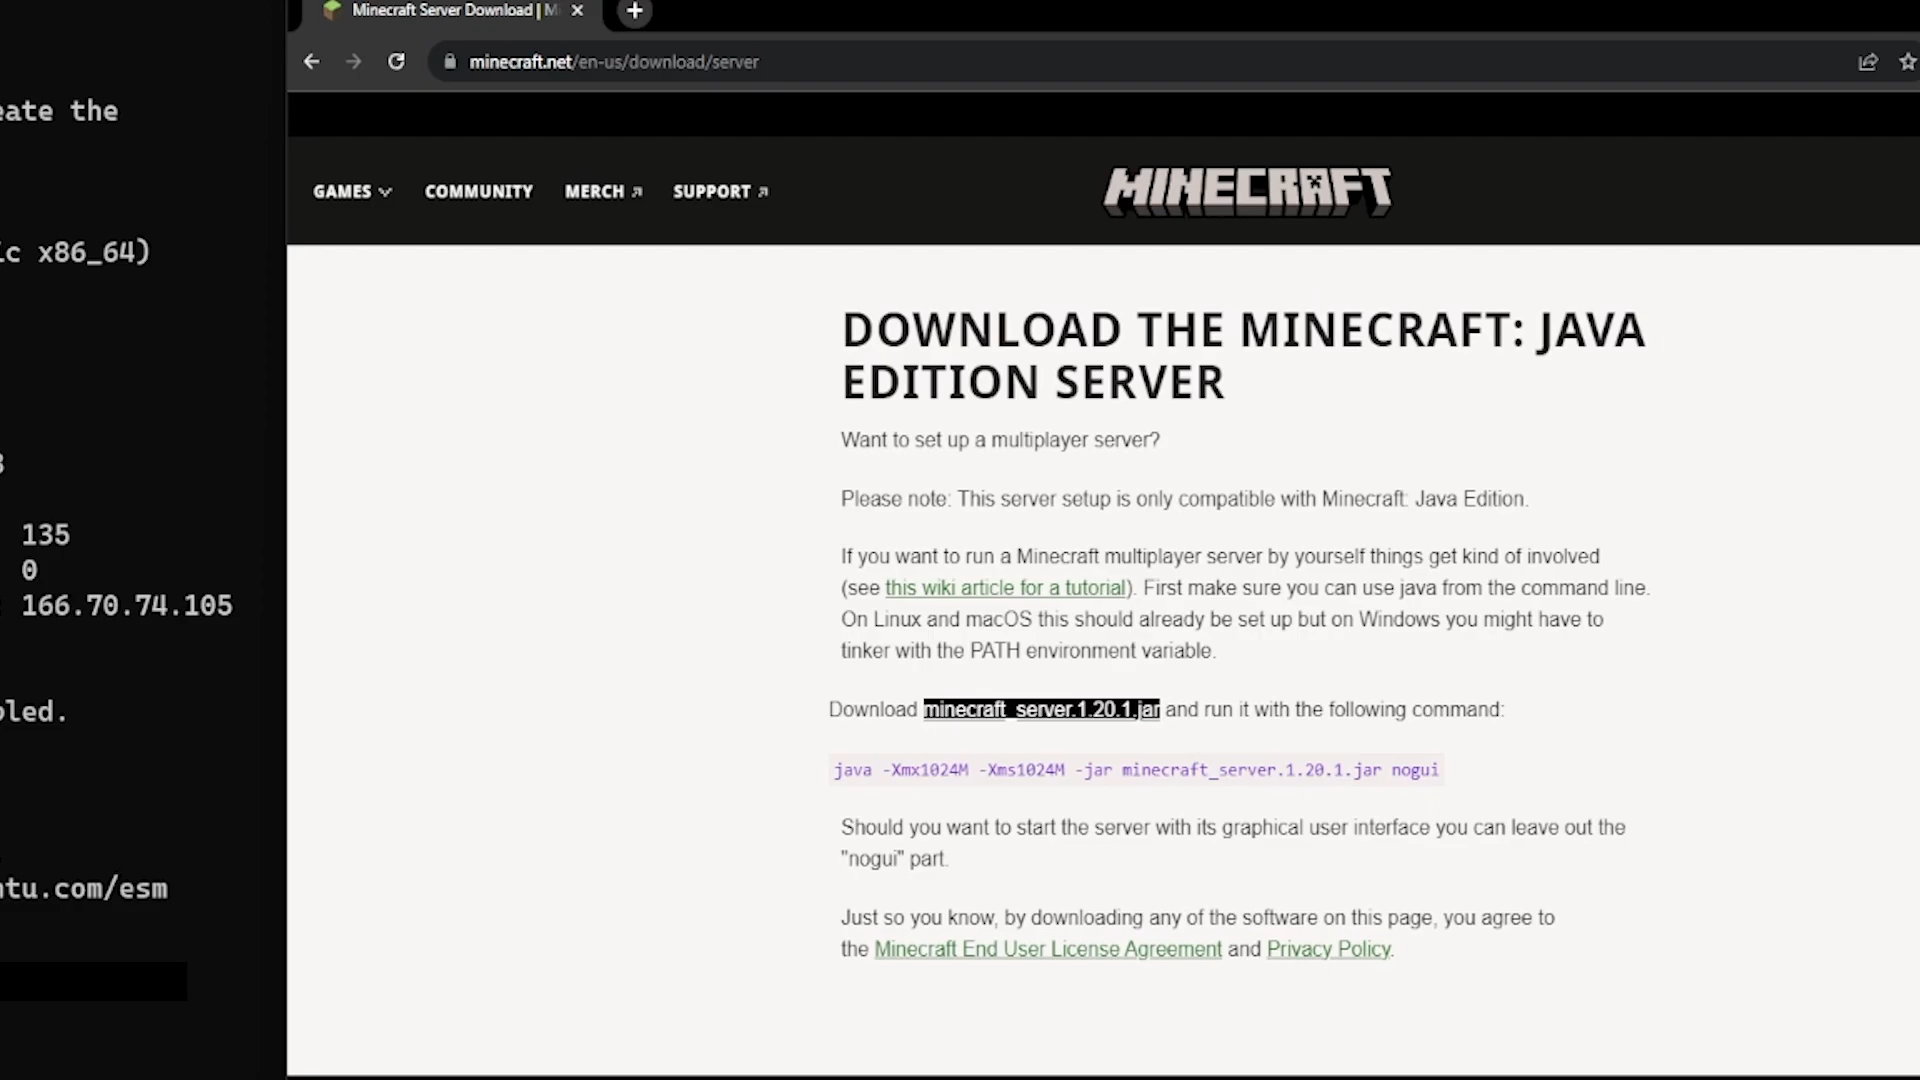 Minecraft Server Download | M
minecraft.net/en-us/download/server
eate the
GAMES COMMUNITY MERCH SUPPORT
MINECRAFT
ic x86_64)
DOWNLOAD THE MINECRAFT: JAVA
EDITION SERVER
Want to set up a multiplayer server?
Please note: This server setup is only compatible with Minecraft: Java Edition.
135
0
166.70.74.105
If you want to run a Minecraft multiplayer server by yourself things get kind of involved
(see this wiki article for a tutorial). First make sure you can use java from the command line.
On Linux and macOS this should already be set up but on Windows you might have to
tinker with the PATH environment variable.
bled.
Download minecraft_server.1.20.1.jar and run it with the following command:
java -Xmx1024M -Xms1024M -jar minecraft_server.1.20.1.jar nogui
Should you want to start the server with its graphical user interface you can leave out the
"nogui" part.
ntu.com/esm
Just so you know, by downloading any of the software on this page, you agree to
the Minecraft End User License Agreement and Privacy Policy.